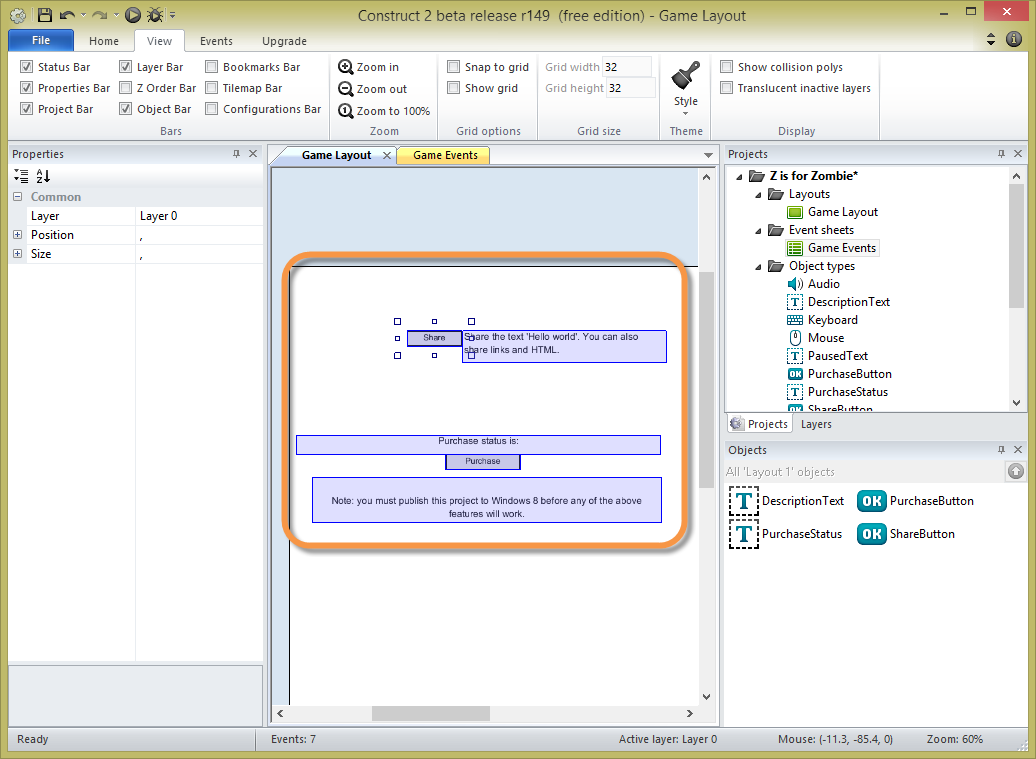 Construct 2 beta release r149 (free edition) - Game Layout
File Home View Events Upgrade
Status Bar Layer Bar Bookmarks Bar
Properties Bar Z Order Bar Tilemap Bar
Project Bar Object Bar Configurations Bar
Bars
Zoom in
Zoom out
Zoom to 100%
Zoom
Snap to grid
Show grid
Grid options
Grid width 32
Grid height 32
Grid size
Style
Theme
Show collision polys
Translucent inactive layers
Display
Properties
Common
Layer Layer 0
Position ,
Size ,
Game Layout Game Events
Share
Share the text 'Hello world'. You can also
share links and HTML.
Purchase status is:
Purchase
Note: you must publish this project to Windows 8 before any of the above
features will work.
Projects
Z is for Zombie*
Layouts
Game Layout
Event sheets
Game Events
Object types
Audio
T DescriptionText
Keyboard
Mouse
T PausedText
OK PurchaseButton
T PurchaseStatus
OK ShareButton
Projects Layers
Objects
All 'Layout 1' objects
T DescriptionText OK PurchaseButton
T PurchaseStatus OK ShareButton
Ready Events: 7 Active layer: Layer 0 Mouse: (-11.3, -85.4, 0) Zoom: 60%